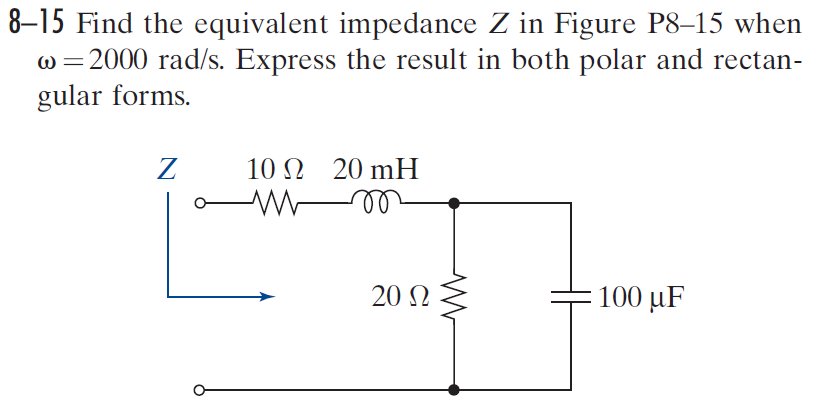 8–15 Find the equivalent impedance Z in Figure P8–15 when
ω = 2000 rad/s. Express the result in both polar and rectan-
gular forms.
Z
10 Ω 20 mH
20 Ω
100 μF